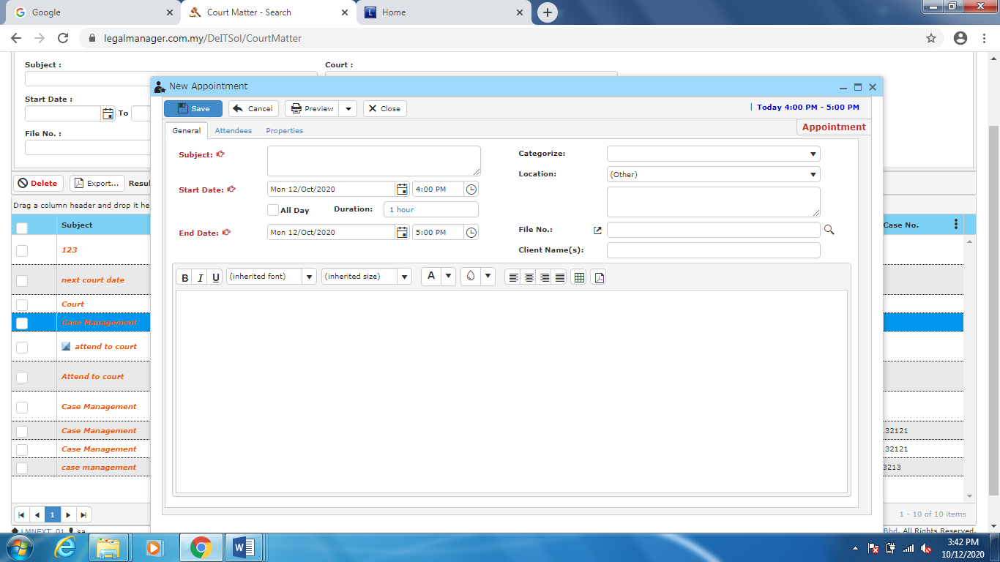 Google
Court Matter - Search
Home
legalmanager.com.my/DeITSol/CourtMatter
Subject :
Court :
Start Date :
To
File No. :
Delete
Export...
Resul
Drag a column header and drop it he
Subject
Case No.
123
next court date
Court
Case Management
attend to court
Attend to court
Case Management
Case Management
.32121
Case Management
.32121
case management
3213
1
1 - 10 of 10 items
LMNEXT_01
sa
Bhd. All Rights Reserved.
New Appointment
Save
Cancel
Preview
Close
Today 4:00 PM - 5:00 PM
General
Attendees
Properties
Appointment
Subject:
Start Date:
Mon 12/Oct/2020
4:00 PM
All Day
Duration:
1 hour
End Date:
Mon 12/Oct/2020
5:00 PM
Categorize:
Location:
(Other)
File No.:
Client Name(s):
B
I
U
(inherited font)
(inherited size)
A
3:42 PM
10/12/2020